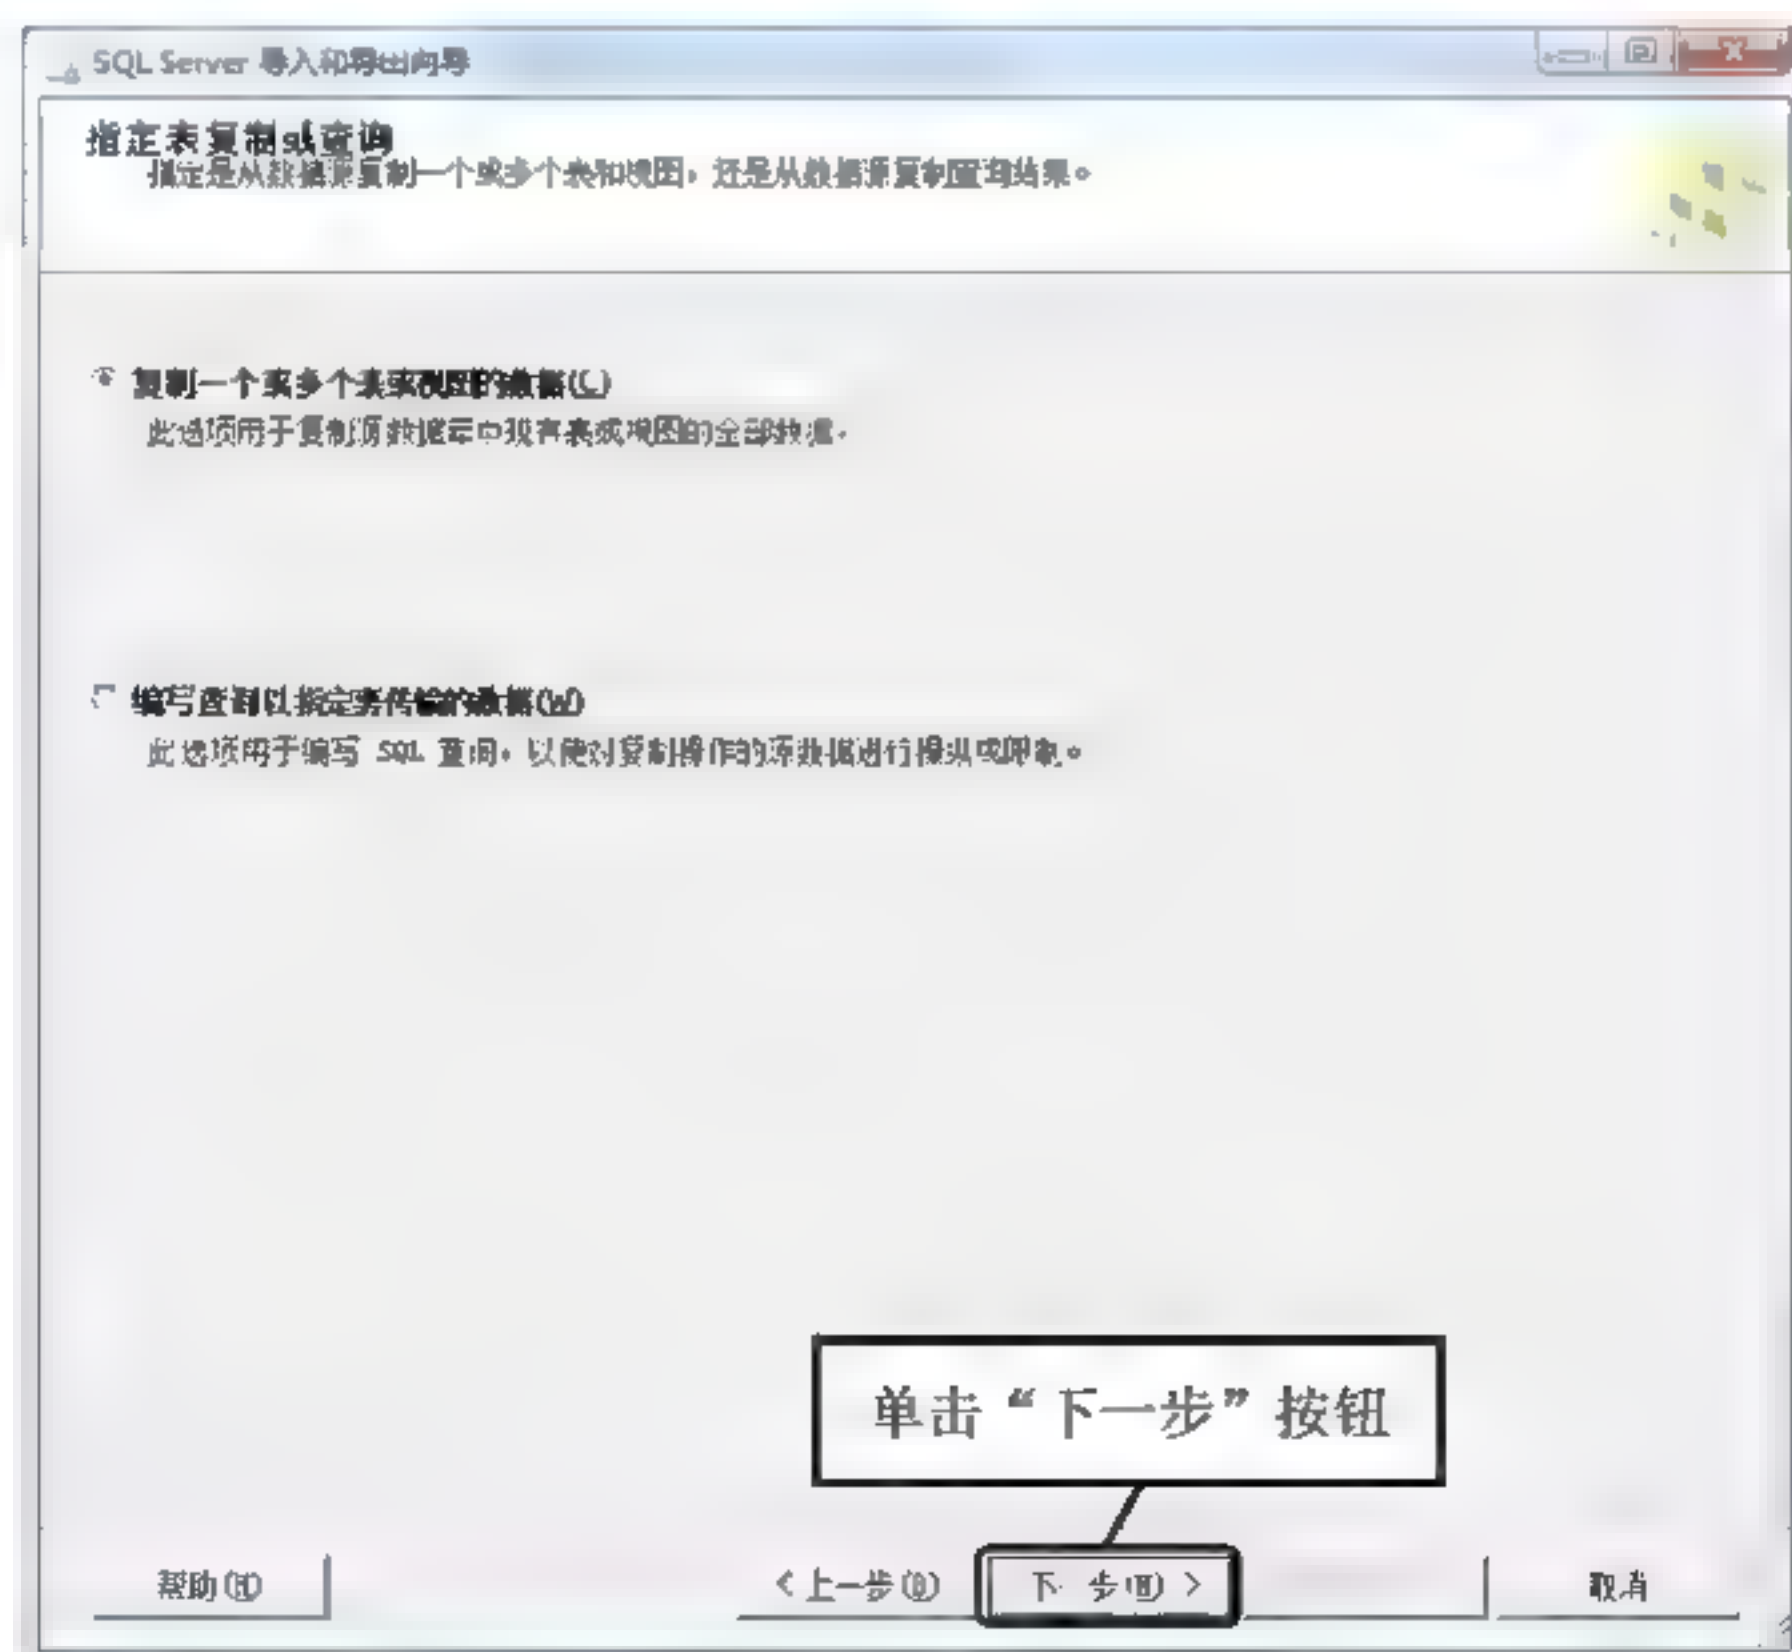 SQL Server 导入和导出向导
指定表复制或查询
指定是从数据源复制一个或多个表和视图，还是从数据源复制查询结果。
复制一个或多个表或视图的数据(C)
此选项用于复制源数据库中现有表或视图的全部数据。
编写查询以指定要传输的数据(W)
此选项用于编写 SQL 查询，以便对复制操作的源数据进行操纵或限制。
单击“下一步”按钮
帮助(H)
<上一步(B)
下一步(N) >
取消